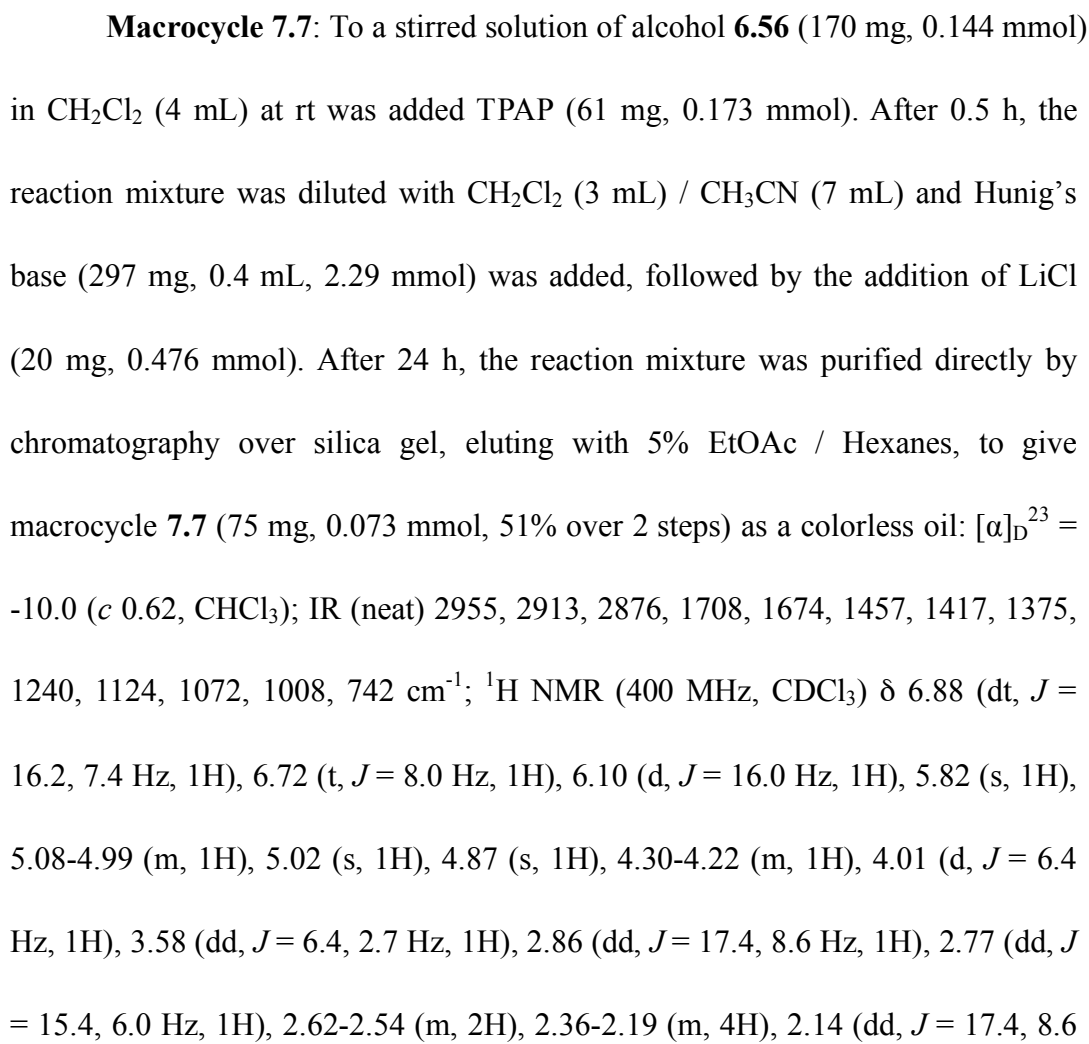 Macrocycle 7.7: To a stirred solution of alcohol 6.56 (170 mg, 0.144 mmol)
in CH₂Cl₂ (4 mL) at rt was added TPAP (61 mg, 0.173 mmol). After 0.5 h, the
reaction mixture was diluted with CH₂Cl₂ (3 mL) / CH₃CN (7 mL) and Hunig’s
base (297 mg, 0.4 mL, 2.29 mmol) was added, followed by the addition of LiCl
(20 mg, 0.476 mmol). After 24 h, the reaction mixture was purified directly by
chromatography over silica gel, eluting with 5% EtOAc / Hexanes, to give
macrocycle 7.7 (75 mg, 0.073 mmol, 51% over 2 steps) as a colorless oil: [α]D²³ =
-10.0 (c 0.62, CHCl₃); IR (neat) 2955, 2913, 2876, 1708, 1674, 1457, 1417, 1375,
1240, 1124, 1072, 1008, 742 cm⁻¹; ¹H NMR (400 MHz, CDCl₃) δ 6.88 (dt, J =
16.2, 7.4 Hz, 1H), 6.72 (t, J = 8.0 Hz, 1H), 6.10 (d, J = 16.0 Hz, 1H), 5.82 (s, 1H),
5.08-4.99 (m, 1H), 5.02 (s, 1H), 4.87 (s, 1H), 4.30-4.22 (m, 1H), 4.01 (d, J = 6.4
Hz, 1H), 3.58 (dd, J = 6.4, 2.7 Hz, 1H), 2.86 (dd, J = 17.4, 8.6 Hz, 1H), 2.77 (dd, J
= 15.4, 6.0 Hz, 1H), 2.62-2.54 (m, 2H), 2.36-2.19 (m, 4H), 2.14 (dd, J = 17.4, 8.6